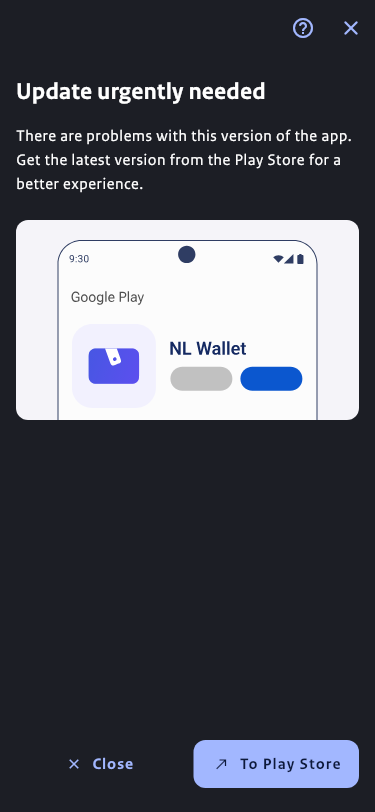 Update urgently needed
There are problems with this version of the app.
Get the latest version from the Play Store for a
better experience.
9:30
Google Play
NL Wallet
Close
To Play Store